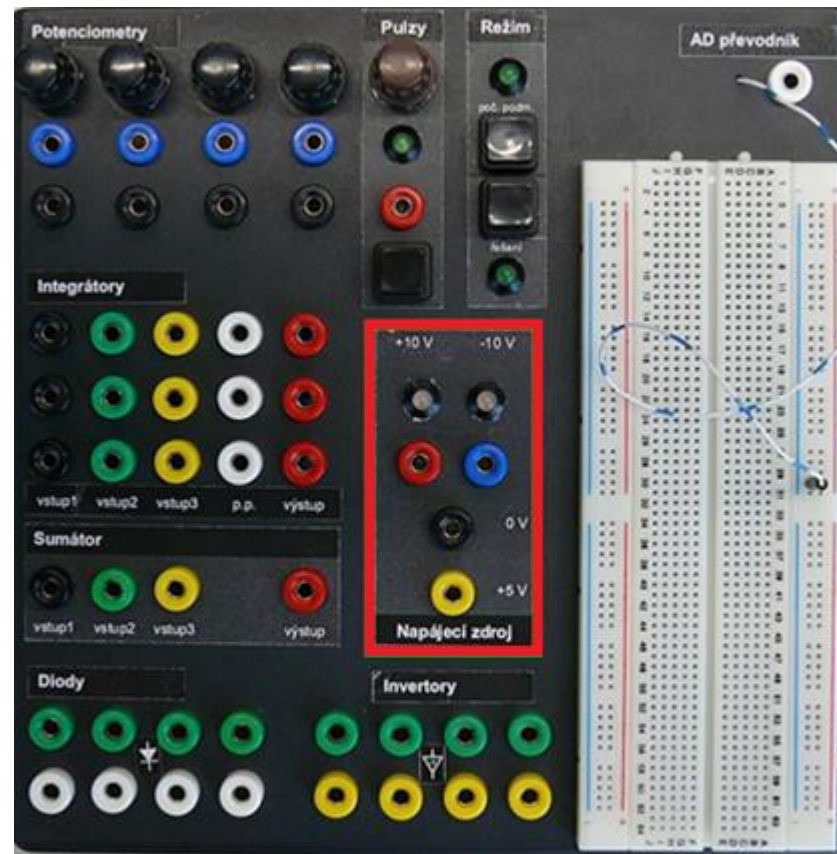 Potenciometry
Pulzy
Režim
AD převodník
poč. podm.
řešení
Integrátory
+10 V -10 V
vstup1 vstup2 vstup3 p.p. výstup
0 V
Sumátor
+5 V
vstup1 vstup2 vstup3 výstup
Napájecí zdroj
Diody
Invertory